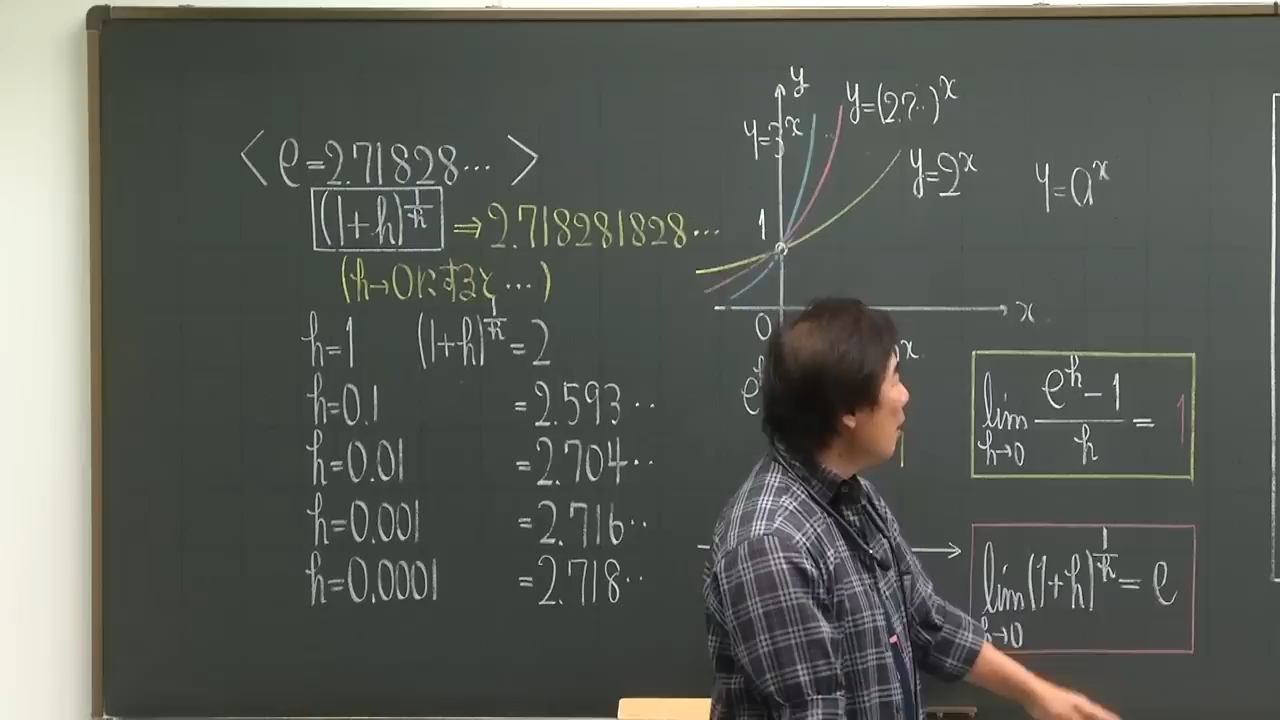 < e=2.71828… >
(1+h)^{1/h} ⇒ 2.718281828…
(h→0にすると…)
h=1 (1+h)^{1/h} =2
h=0.1 =2.593‥
h=0.01 =2.704‥
h=0.001 =2.716‥
h=0.0001 =2.718‥
y
y=3^x
y=(2.7‥)^x
y=2^x
y=a^x
1
0
x
lim_{h→0} (e^h-1)/h = 1
lim_{h→0} (1+h)^{1/h} = e